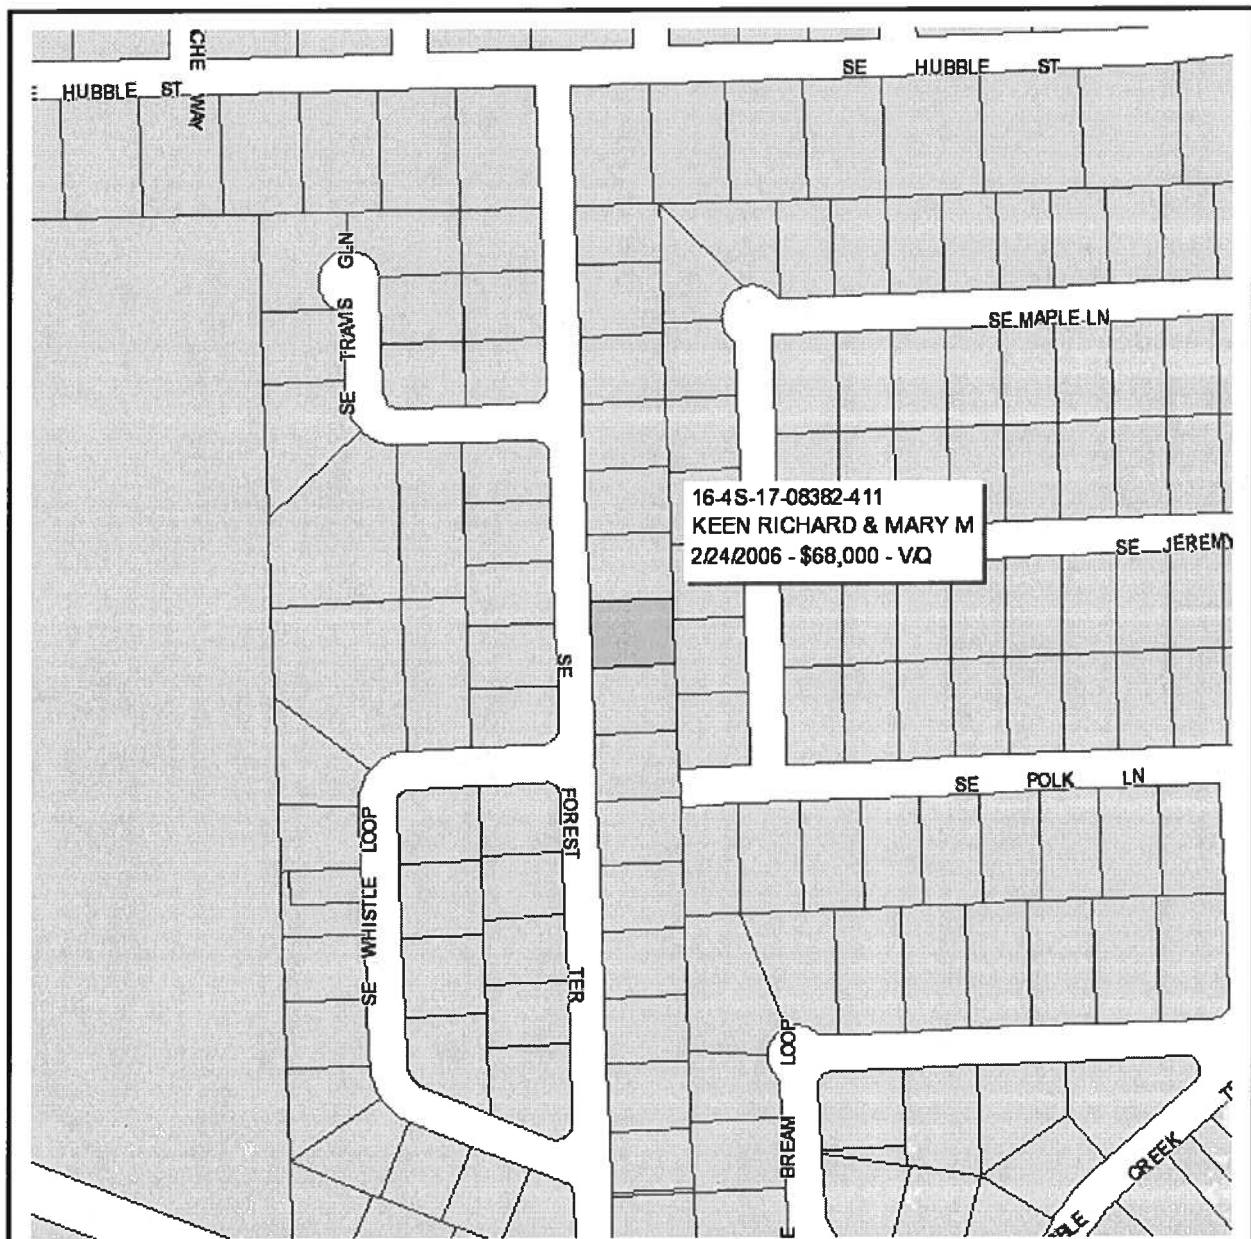 CHE WAY
SE HUBBLE ST
HUBBLE ST
SE TRAVIS GLN
SE MAPLE LN
16-4S-17-08382-411
KEEN RICHARD & MARY M
2/24/2006 - $68,000 - V/Q
SE JEREMY
SE FOREST TER
SE POLK LN
SE WHISTLE LOOP
BREAM LOOP
CREEK